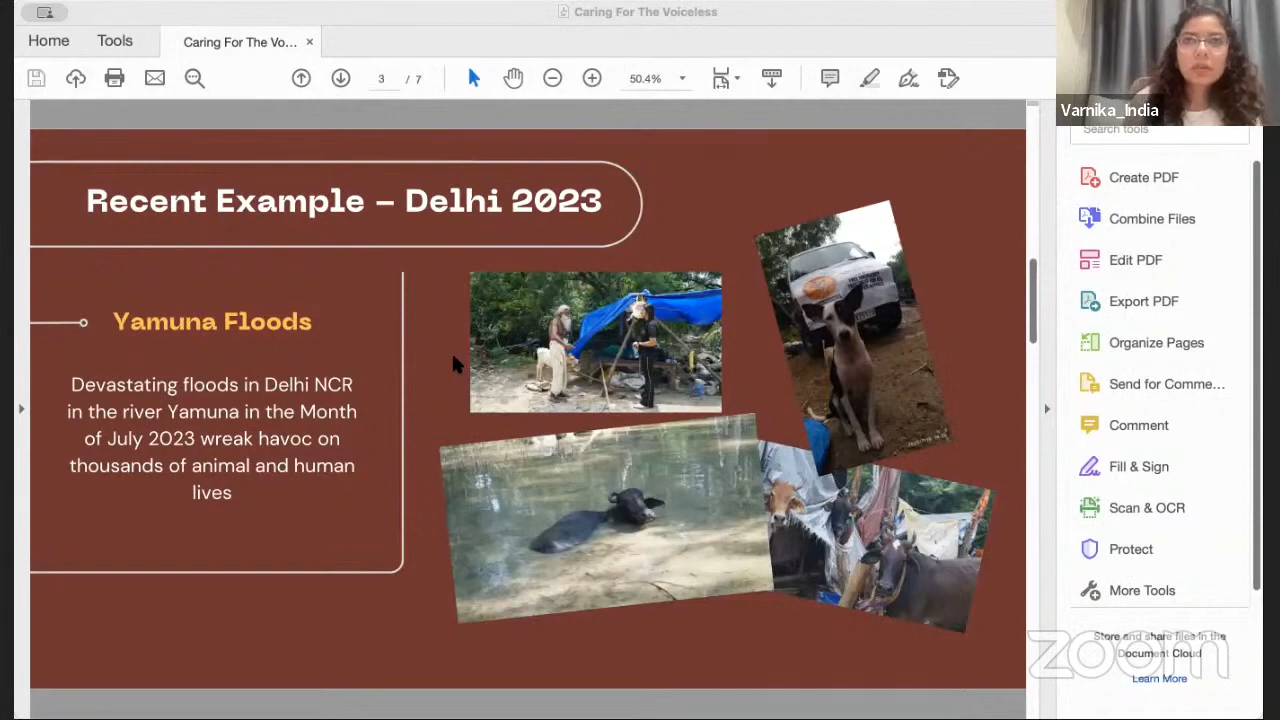 Caring For The Voiceless
Home
Tools
Caring For The Vo... ×
3 / 7
50.4%
Varnika_India
Search tools
Recent Example – Delhi 2023
Yamuna Floods
Devastating floods in Delhi NCR
in the river Yamuna in the Month
of July 2023 wreak havoc on
thousands of animal and human
lives
Create PDF
Combine Files
Edit PDF
Export PDF
Organize Pages
Send for Comme...
Comment
Fill & Sign
Scan & OCR
Protect
More Tools
Store and share files in the
Document Cloud
Learn More
zoom